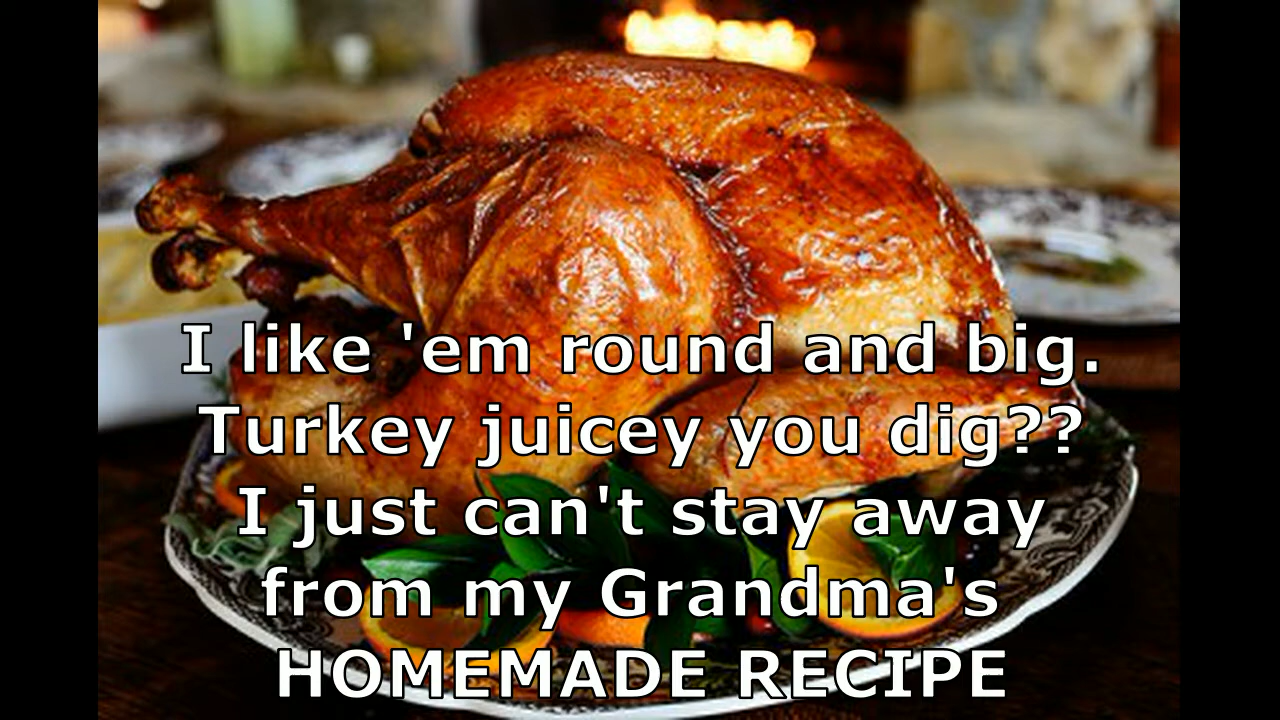 I like 'em round and big.
Turkey juicey you dig??
I just can't stay away
from my Grandma's
HOMEMADE RECIPE